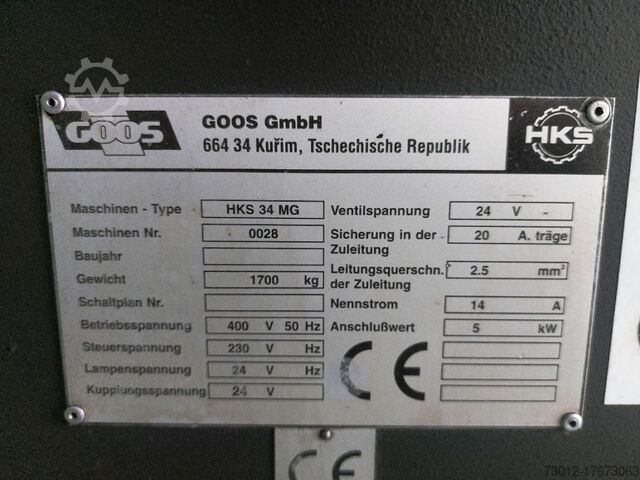 GOOS
GOOS GmbH
664 34 Kuřim, Tschechische Republik
HKS
Maschinen - Type HKS 34 MG
Maschinen Nr. 0028
Baujahr
Gewicht 1700 kg
Schaltplan Nr.
Betriebsspannung 400 V 50 Hz
Steuerspannung 230 V Hz
Lampenspannung 24 V Hz
Kupplungsspannung 24 V
Ventilspannung 24 V -
Sicherung in der 20 A. träge
Zuleitung
Leitungsquerschn. 2.5 mm²
der Zuleitung
Nennstrom 14 A
Anschlußwert 5 kW
CE
CE
73012-17673063